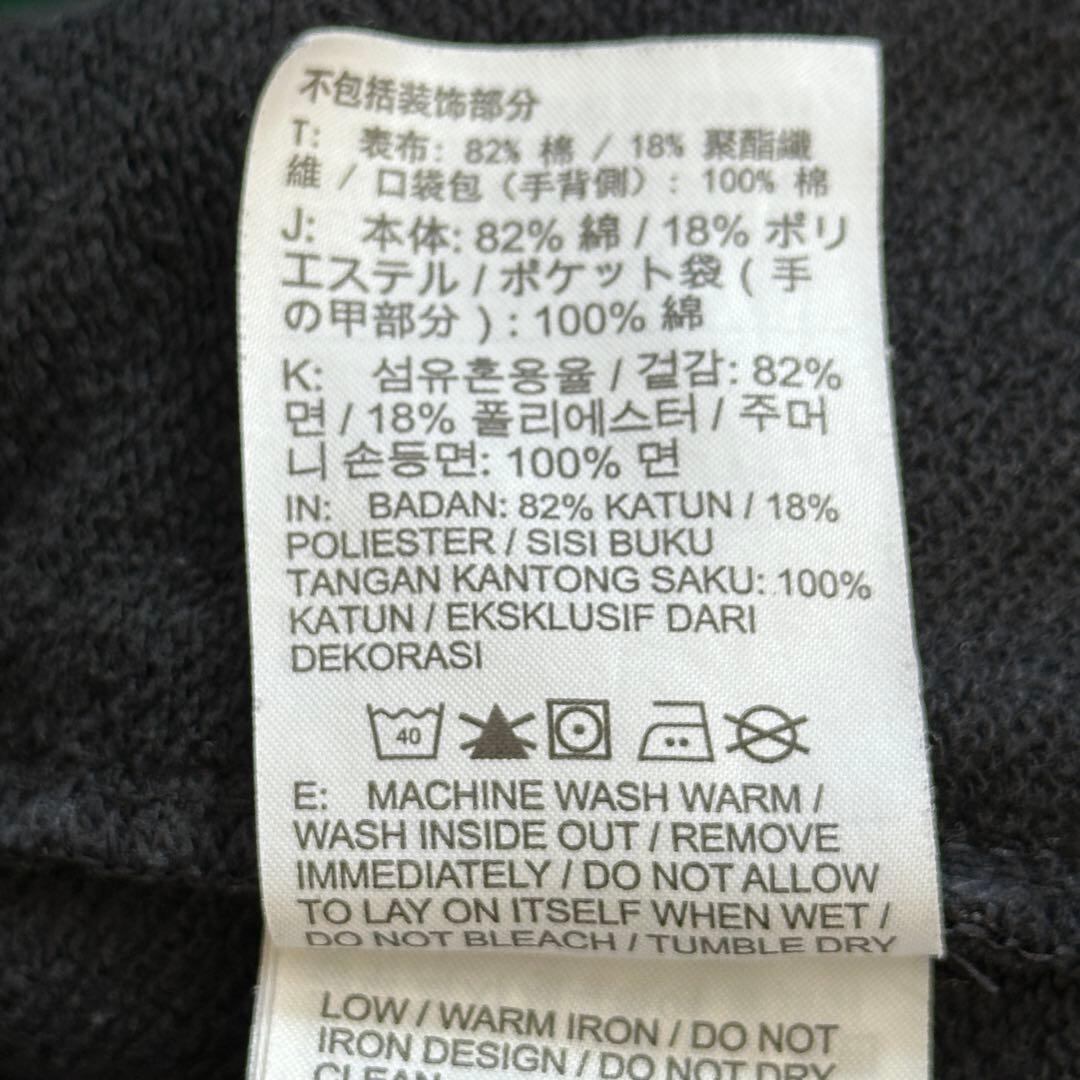 不包括装饰部分
T: 表布: 82% 棉 / 18% 聚酯纖
維 / 口袋包（手背側）: 100% 棉
J: 本体: 82% 綿 / 18% ポリ
エステル / ポケット袋 ( 手
の甲部分 ) : 100% 綿
K: 섬유혼용율 / 겉감: 82%
면 / 18% 폴리에스터 / 주머
니 손등면: 100% 면
IN: BADAN: 82% KATUN / 18%
POLIESTER / SISI BUKU
TANGAN KANTONG SAKU: 100%
KATUN / EKSKLUSIF DARI
DEKORASI
40
E: MACHINE WASH WARM /
WASH INSIDE OUT / REMOVE
IMMEDIATELY / DO NOT ALLOW
TO LAY ON ITSELF WHEN WET /
DO NOT BLEACH / TUMBLE DRY
LOW / WARM IRON / DO NOT
IRON DESIGN / DO NOT DRY
CLEAN